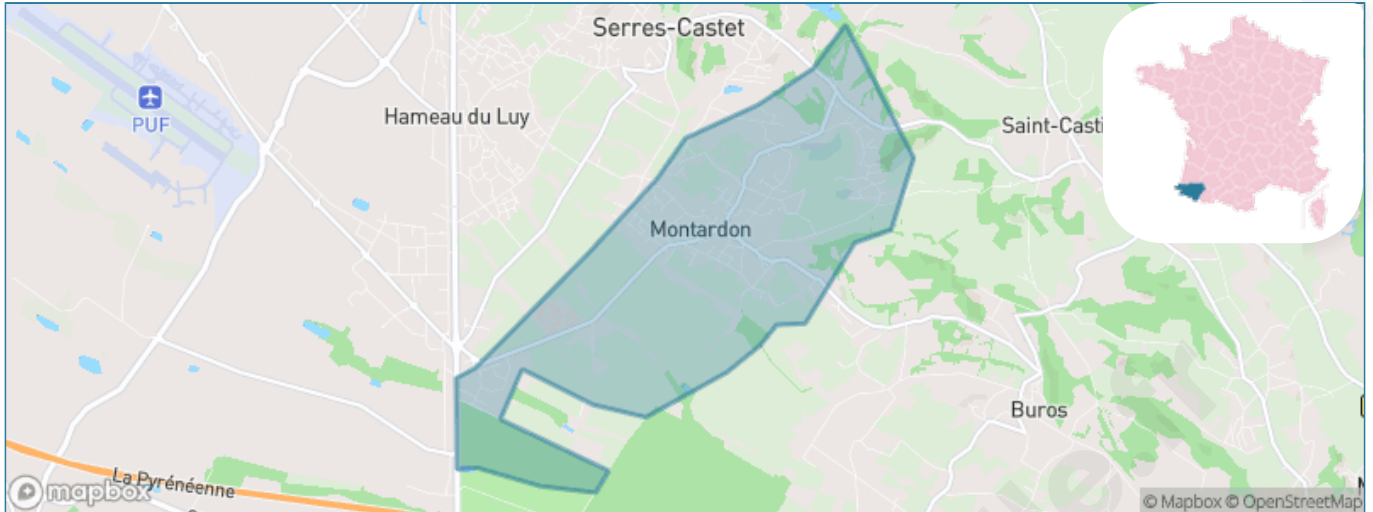 Serres-Castet
PUF
Hameau du Luy
Saint-Casti
Montardon
Buros
La Pyrénéenne
mapbox
© Mapbox © OpenStreetMap